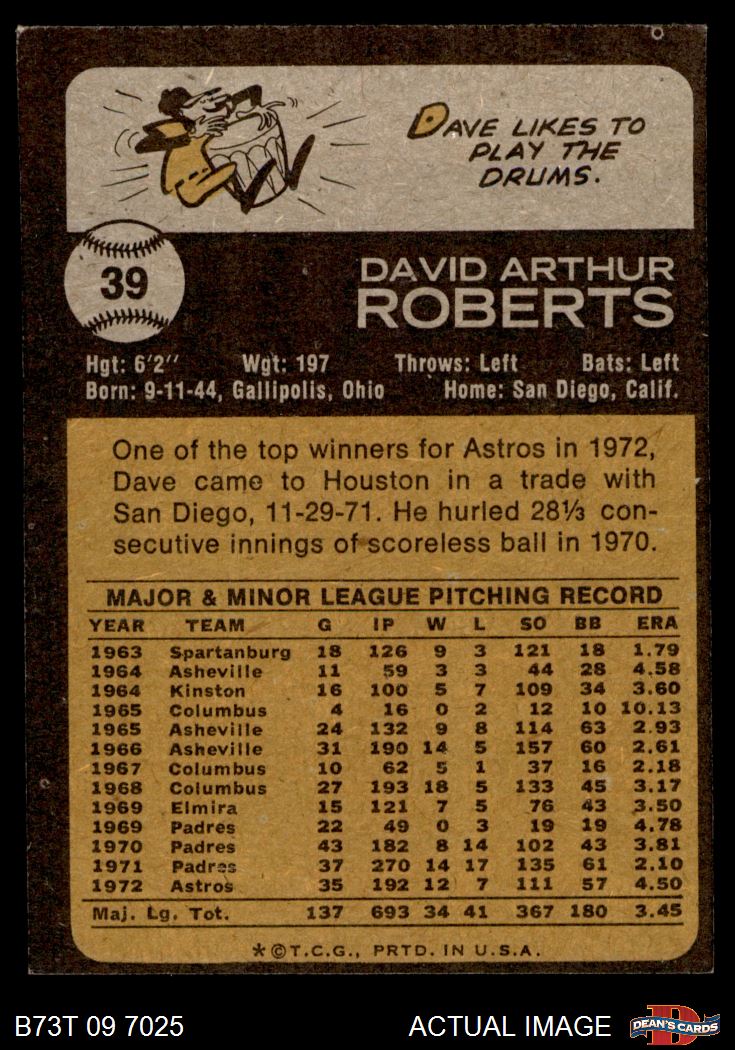 DAVE LIKES TO
PLAY THE
DRUMS.
39
DAVID ARTHUR
ROBERTS
Hgt: 6'2" Wgt: 197 Throws: Left Bats: Left
Born: 9-11-44, Gallipolis, Ohio Home: San Diego, Calif.
One of the top winners for Astros in 1972,
Dave came to Houston in a trade with
San Diego, 11-29-71. He hurled 28⅓ con-
secutive innings of scoreless ball in 1970.
MAJOR & MINOR LEAGUE PITCHING RECORD
YEAR TEAM G IP W L SO BB ERA
1963 Spartanburg 18 126 9 3 121 18 1.79
1964 Asheville 11 59 3 3 44 28 4.58
1964 Kinston 16 100 5 7 109 34 3.60
1965 Columbus 4 16 0 2 12 10 10.13
1965 Asheville 24 132 9 8 114 63 2.93
1966 Asheville 31 190 14 5 157 60 2.61
1967 Columbus 10 62 5 1 37 16 2.18
1968 Columbus 27 193 18 5 133 45 3.17
1969 Elmira 15 121 7 5 76 43 3.50
1969 Padres 22 49 0 3 19 19 4.78
1970 Padres 43 182 8 14 102 43 3.81
1971 Padres 37 270 14 17 135 61 2.10
1972 Astros 35 192 12 7 111 57 4.50
Maj. Lg. Tot. 137 693 34 41 367 180 3.45
*©T.C.G., PRTD. IN U.S.A.
B73T 09 7025 ACTUAL IMAGE D DEAN'S CARDS